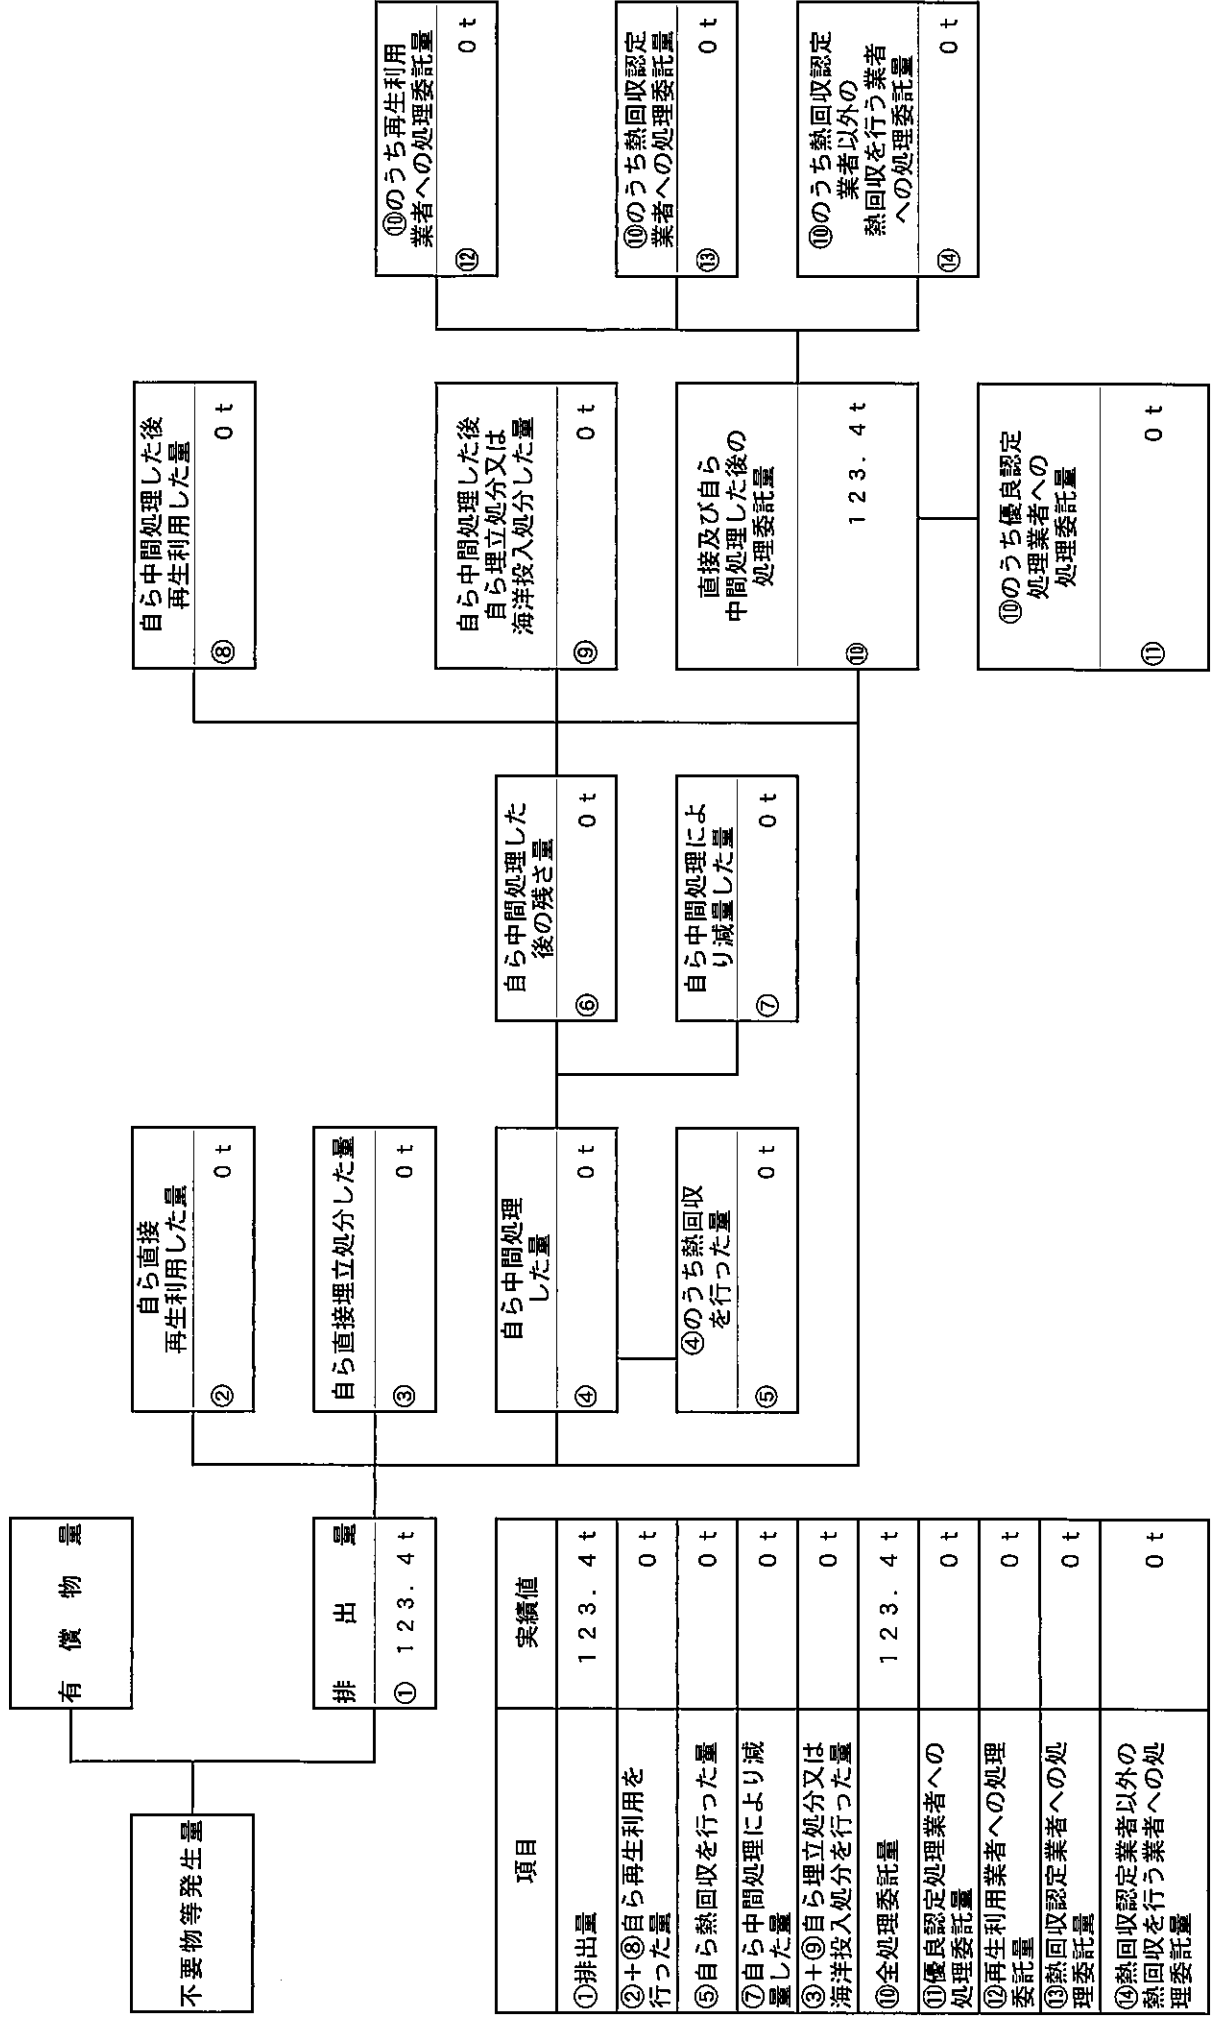 不要物等発生量
有償物量
排出量
① 123.4t
自ら直接
再生利用した量
② 0t
自ら直接埋立処分した量
③ 0t
自ら中間処理
した量
④ 0t
④のうち熱回収
を行った量
⑤ 0t
自ら中間処理した
後の残さ量
⑥ 0t
自ら中間処理によ
り減量した量
⑦ 0t
自ら中間処理した後
再生利用した量
⑧ 0t
自ら中間処理した後
自ら埋立処分又は
海洋投入処分した量
⑨ 0t
直接及び自ら
中間処理した後の
処理委託量
⑩ 123.4t
⑩のうち優良認定
処理業者への
処理委託量
⑪ 0t
⑩のうち再生利用
業者への処理委託量
⑫ 0t
⑩のうち熱回収認定
業者への処理委託量
⑬ 0t
⑩のうち熱回収認定
業者以外の
熱回収を行う業者
への処理委託量
⑭ 0t
項目 実績値
①排出量 123.4t
②+⑧自ら再生利用を
行った量 0t
⑤自ら熱回収を行った量 0t
⑦自ら中間処理により減
量した量 0t
③+⑨自ら埋立処分又は
海洋投入処分を行った量 0t
⑩全処理委託量 123.4t
⑪優良認定処理業者への
処理委託量 0t
⑫再生利用業者への処理
委託量 0t
⑬熱回収認定業者への処
理委託量 0t
⑭熱回収認定業者以外の
熱回収を行う業者への処
理委託量 0t